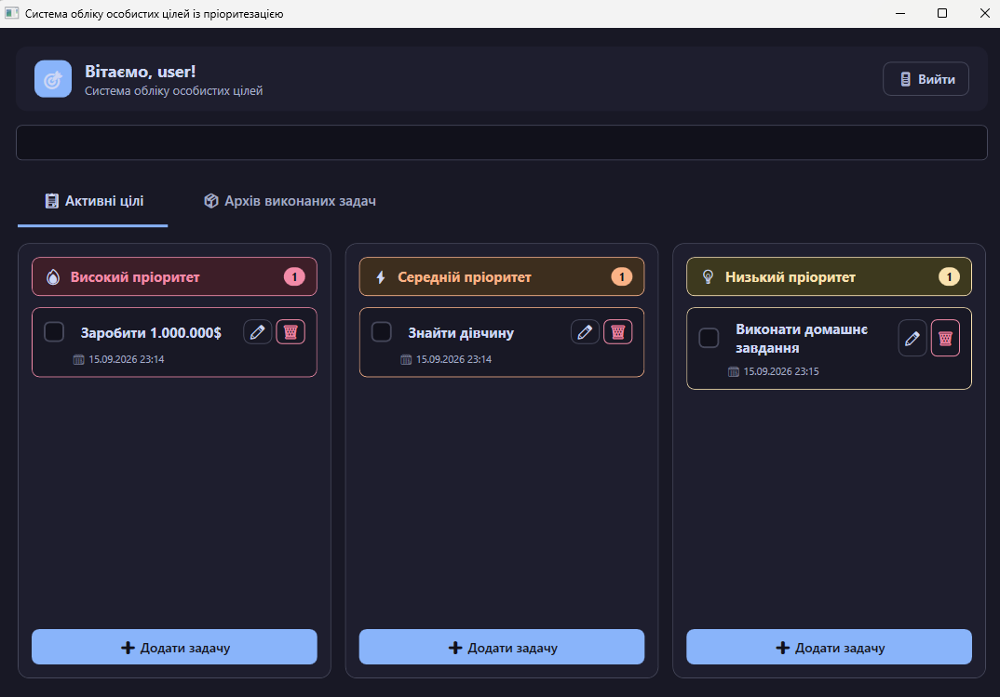 Система обліку особистих цілей із пріоритезацією
Вітаємо, user!
Система обліку особистих цілей
Вийти
Активні цілі
Архів виконаних задач
Високий пріоритет 1
Заробити 1.000.000$
15.09.2026 23:14
Додати задачу
Середній пріоритет 1
Знайти дівчину
15.09.2026 23:14
Додати задачу
Низький пріоритет 1
Виконати домашнє
завдання
15.09.2026 23:15
Додати задачу